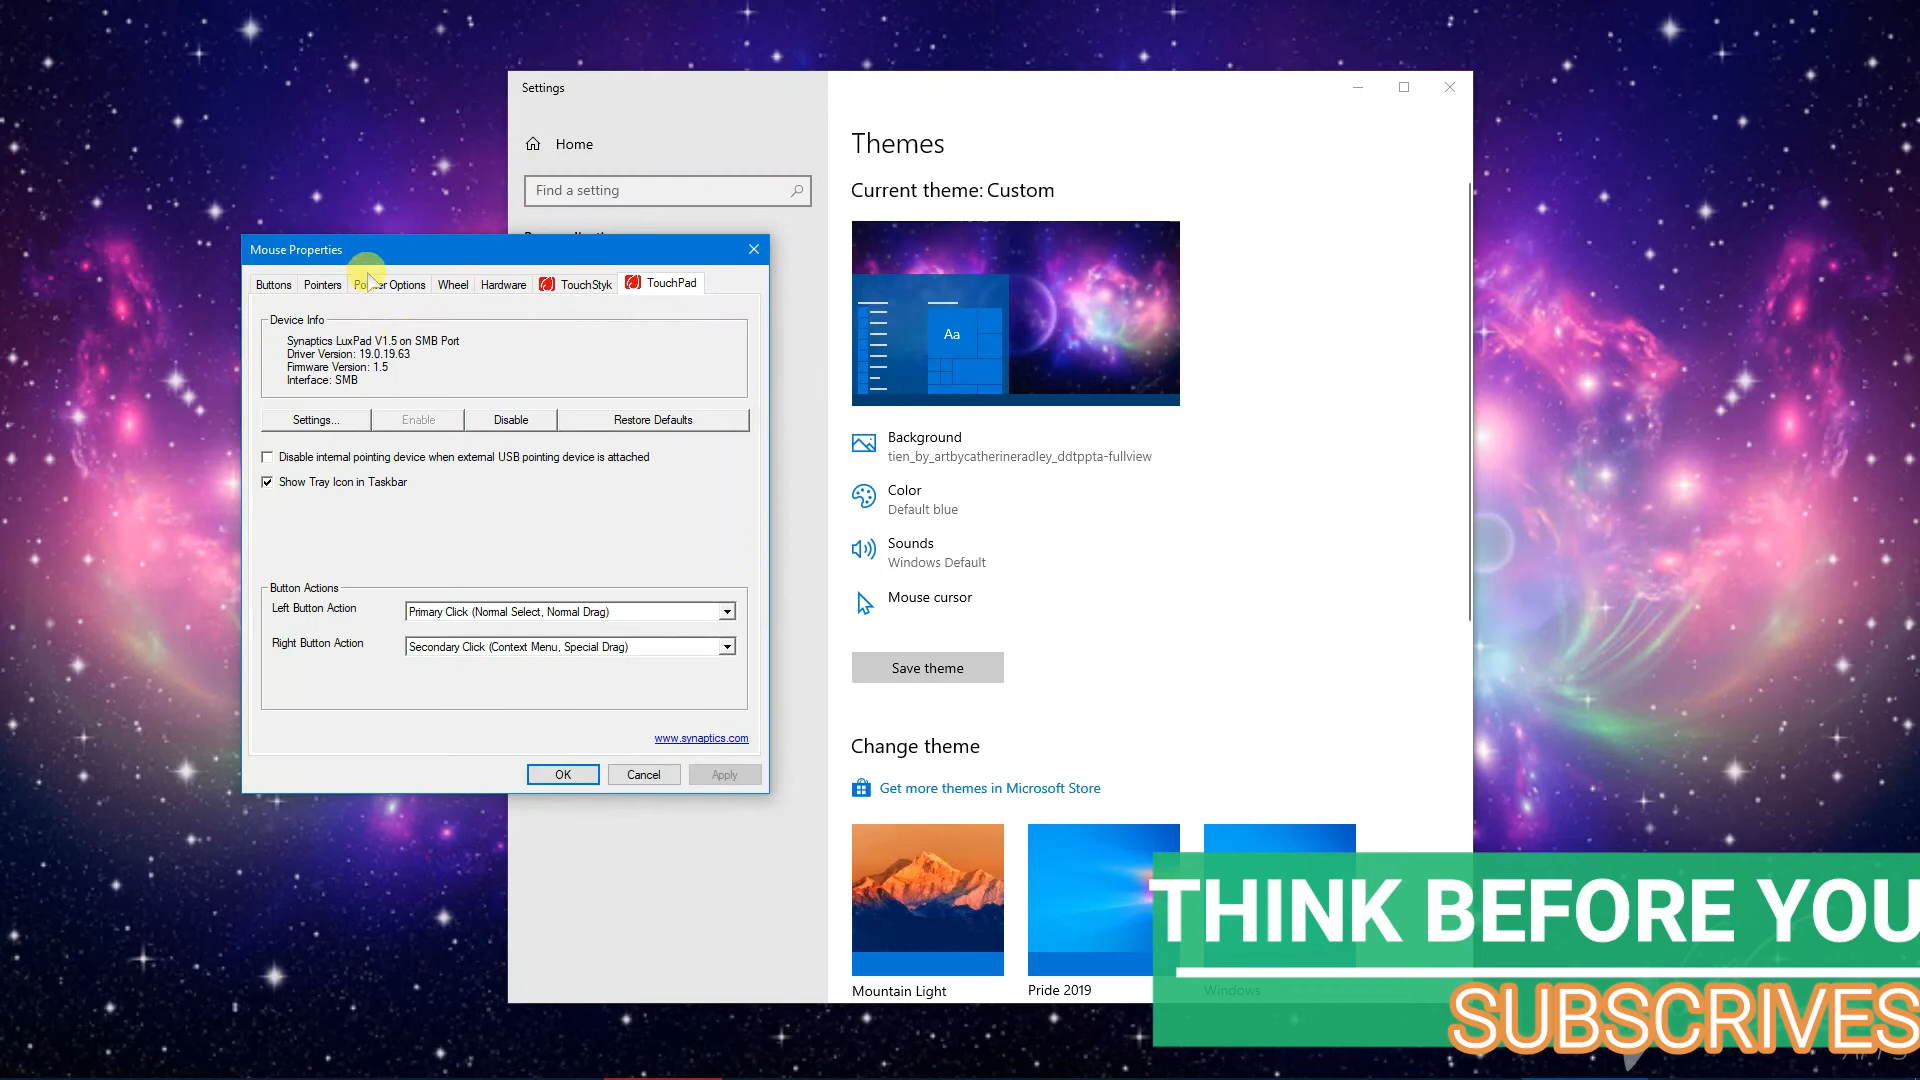 Settings
Home
Find a setting
Themes
Current theme: Custom
Aa
Background
tien_by_artbycatherineradley_ddtppta-fullview
Color
Default blue
Sounds
Windows Default
Mouse cursor
Save theme
Change theme
Get more themes in Microsoft Store
Mountain Light
Pride 2019
Windows
Mouse Properties
Buttons
Pointers
Pointer Options
Wheel
Hardware
TouchStyk
TouchPad
Device Info
Synaptics LuxPad V1.5 on SMB Port
Driver Version: 19.0.19.63
Firmware Version: 1.5
Interface: SMB
Settings...
Enable
Disable
Restore Defaults
Disable internal pointing device when external USB pointing device is attached
Show Tray Icon in Taskbar
Button Actions
Left Button Action
Primary Click (Normal Select, Normal Drag)
Right Button Action
Secondary Click (Context Menu, Special Drag)
www.synaptics.com
OK
Cancel
Apply
THINK BEFORE YOU
SUBSCRIVES